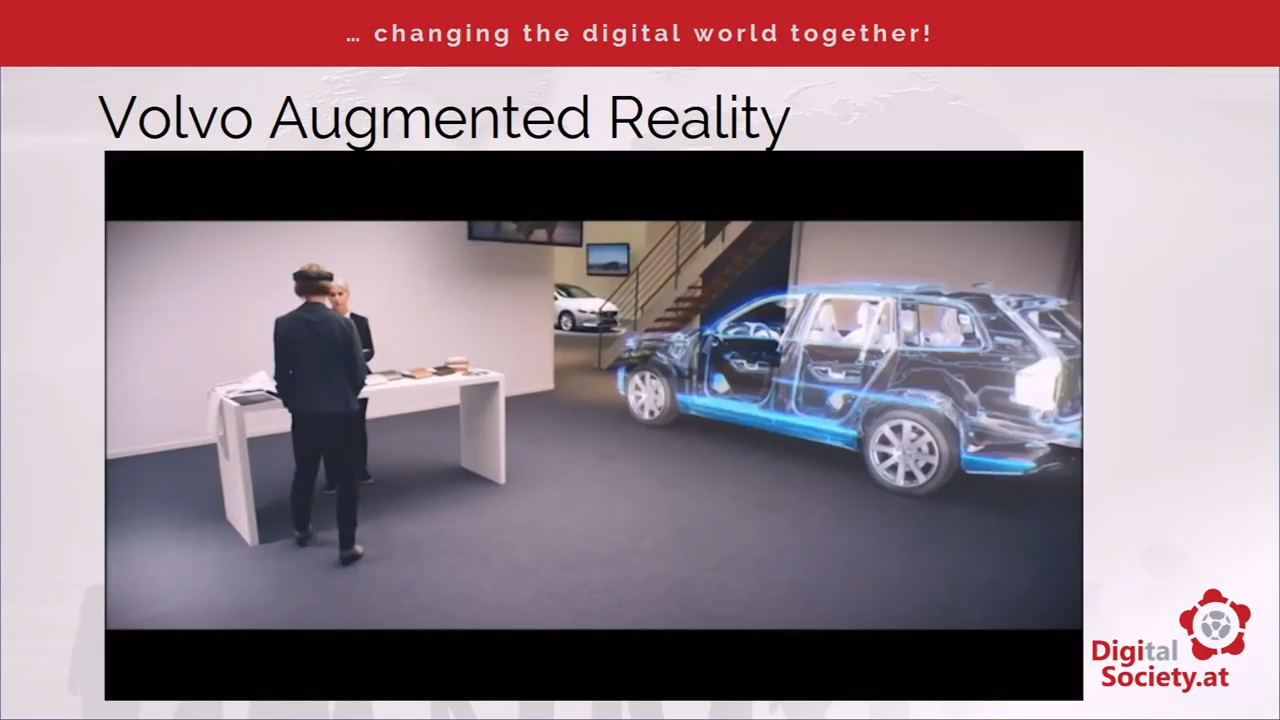 … changing the digital world together!
Volvo Augmented Reality
Digital
Society.at